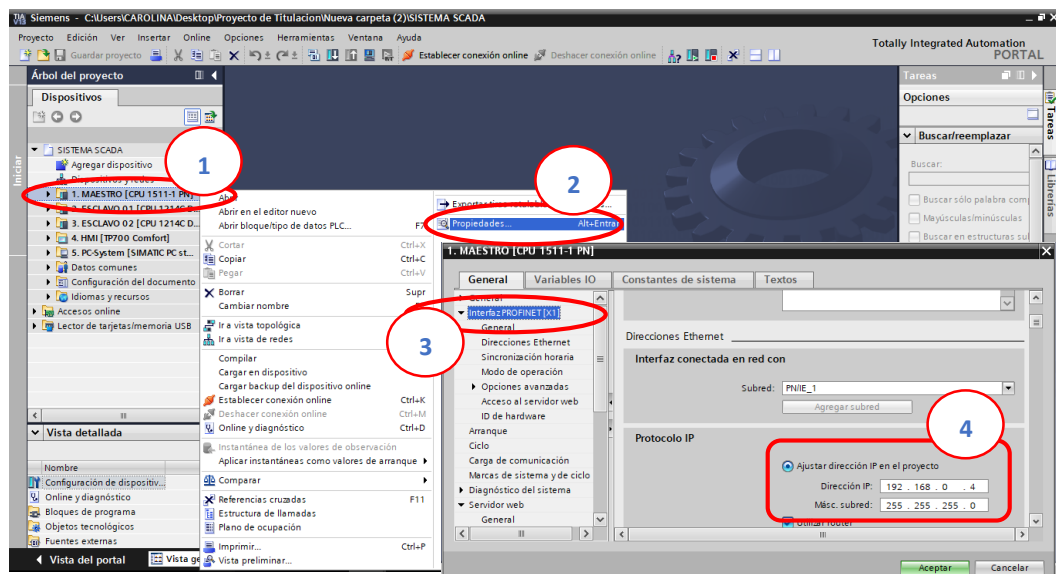 Siemens - C:\Users\CAROLINA\Desktop\Proyecto de Titulacion\Nueva carpeta (2)\SISTEMA SCADA
Proyecto Edición Ver Insertar Online Opciones Herramientas Ventana Ayuda
Guardar proyecto
Establecer conexión online
Deshacer conexión online
Totally Integrated Automation
PORTAL
Iniciar
Árbol del proyecto
Dispositivos
SISTEMA SCADA
Agregar dispositivo
Dispositivos y redes
1. MAESTRO [CPU 1511-1 PN]
2. ESCLAVO 01 [CPU 1214C D...
3. ESCLAVO 02 [CPU 1214C D...
4. HMI [TP700 Comfort]
5. PC-System [SIMATIC PC st...
Datos comunes
Configuración del documento
Idiomas y recursos
Accesos online
Lector de tarjetas/memoria USB
1
Vista detallada
Nombre
Configuración de dispositiv...
Online y diagnóstico
Bloques de programa
Objetos tecnológicos
Fuentes externas
Vista del portal
Vista ge
Abrir en el editor nuevo
Abrir bloque/tipo de datos PLC... F7
Cortar Ctrl+X
Copiar Ctrl+C
Pegar Ctrl+V
Borrar Supr
Cambiar nombre
Ir a vista topológica
Ir a vista de redes
Compilar
Cargar en dispositivo
Cargar backup del dispositivo online
Establecer conexión online Ctrl+K
Deshacer conexión online Ctrl+M
Online y diagnóstico Ctrl+D
Instantánea de los valores de observación
Aplicar instantáneas como valores de arranque
Comparar
Referencias cruzadas F11
Estructura de llamadas
Plano de ocupación
Imprimir... Ctrl+P
Vista preliminar...
2
Propiedades... Alt+Entrar
3
1. MAESTRO [CPU 1511-1 PN]
General Variables IO Constantes de sistema Textos
General
Interfaz PROFINET [X1]
General
Direcciones Ethernet
Sincronización horaria
Modo de operación
Opciones avanzadas
Acceso al servidor web
ID de hardware
Arranque
Ciclo
Carga de comunicación
Marcas de sistema y de ciclo
Diagnóstico del sistema
Servidor web
General
Direcciones Ethernet
Interfaz conectada en red con
Subred: PN/IE_1
Agregar subred
Protocolo IP
4
Ajustar dirección IP en el proyecto
Dirección IP: 192 . 168 . 0 . 4
Másc. subred: 255 . 255 . 255 . 0
Utilizar router
Aceptar Cancelar
Tareas
Opciones
Buscar/reemplazar
Buscar:
Buscar sólo palabra com
Mayúsculas/minúsculas
Buscar en estructuras su
Tareas
Librerías